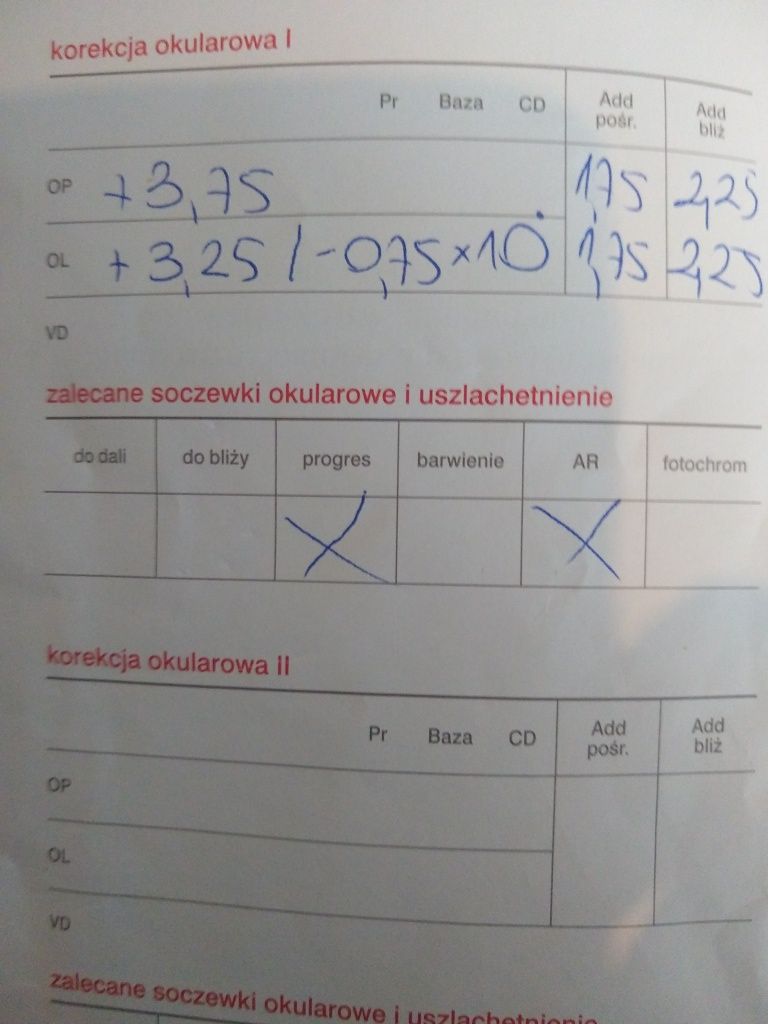 korekcja okularowa I
Pr Baza CD Add pośr. Add bliż
OP +3,75 1,75 2,25
OL +3,25 / -0,75 x 10° 1,75 2,25
VD
zalecane soczewki okularowe i uszlachetnienie
do dali do bliży progres barwienie AR fotochrom
X X
korekcja okularowa II
Pr Baza CD Add pośr. Add bliż
OP
OL
VD
zalecane soczewki okularowe i uszlachetnienie